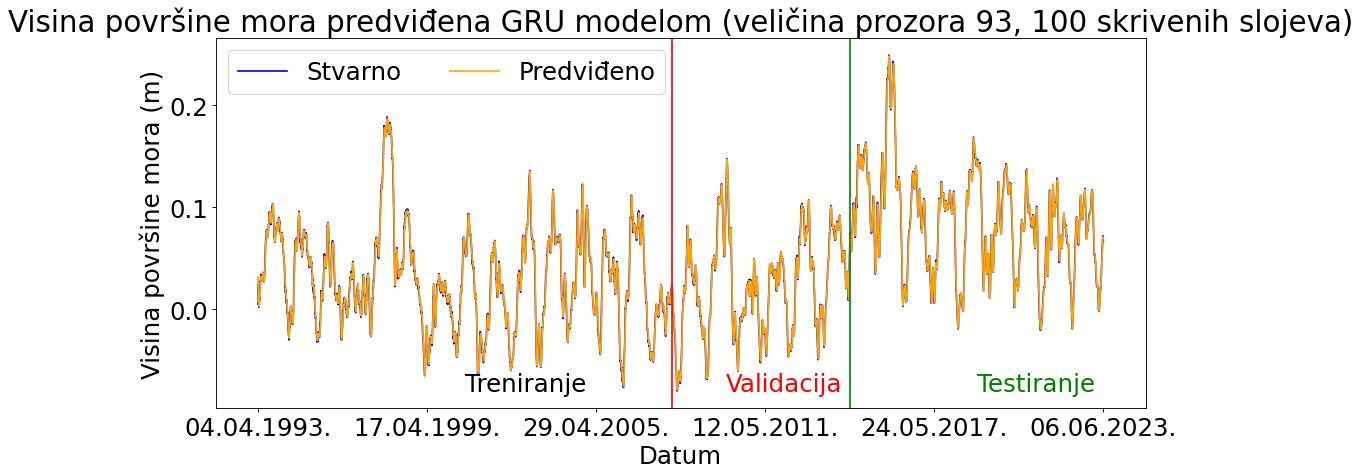 Visina površine mora predviđena GRU modelom (veličina prozora 93, 100 skrivenih slojeva)
Stvarno Predviđeno
Visina površine mora (m)
0.2
0.1
0.0
Treniranje Validacija Testiranje
04.04.1993. 17.04.1999. 29.04.2005. 12.05.2011. 24.05.2017. 06.06.2023.
Datum